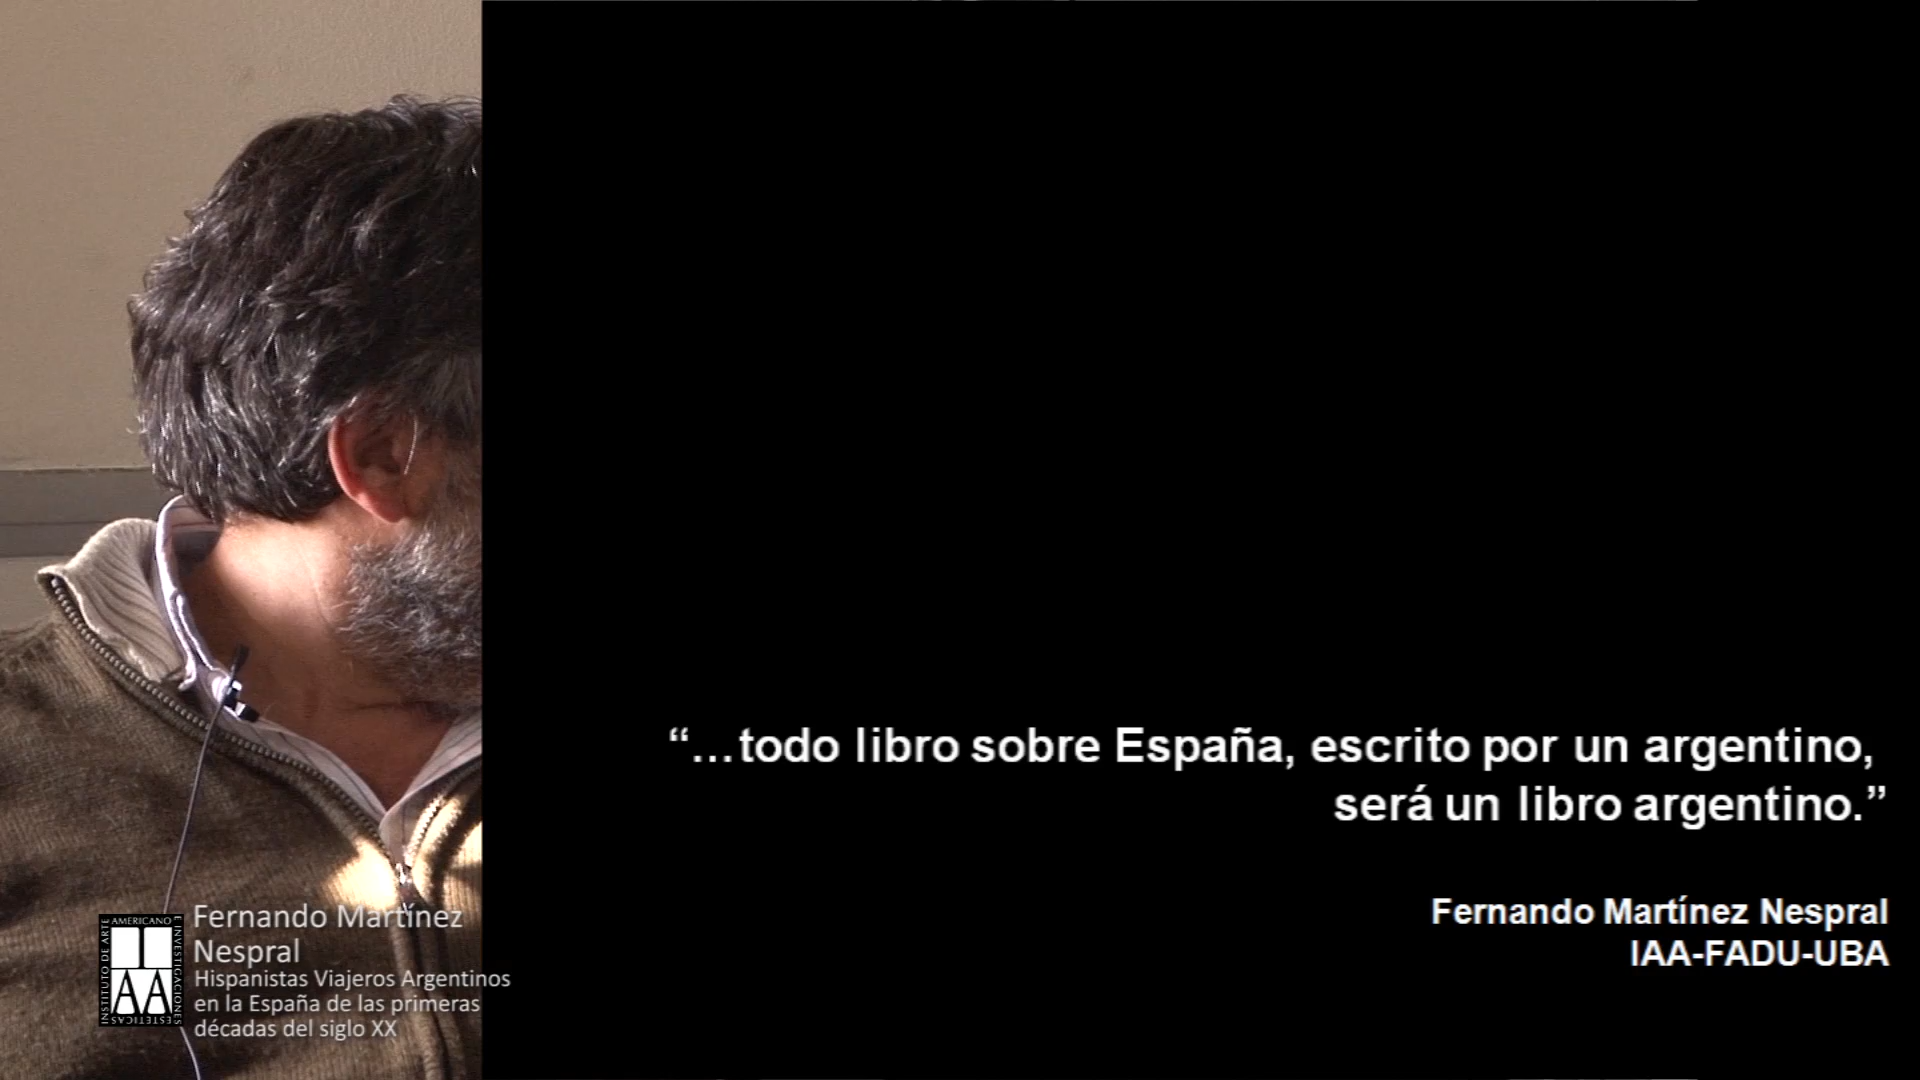 “...todo libro sobre España, escrito por un argentino,
será un libro argentino.”
Fernando Martínez Nespral
IAA-FADU-UBA
INSTITUTO DE ARTE
AMERICANO
E INVESTIGACIONES
ESTETICAS
IAA
Fernando Martínez
Nespral
Hispanistas Viajeros Argentinos
en la España de las primeras
décadas del siglo XX